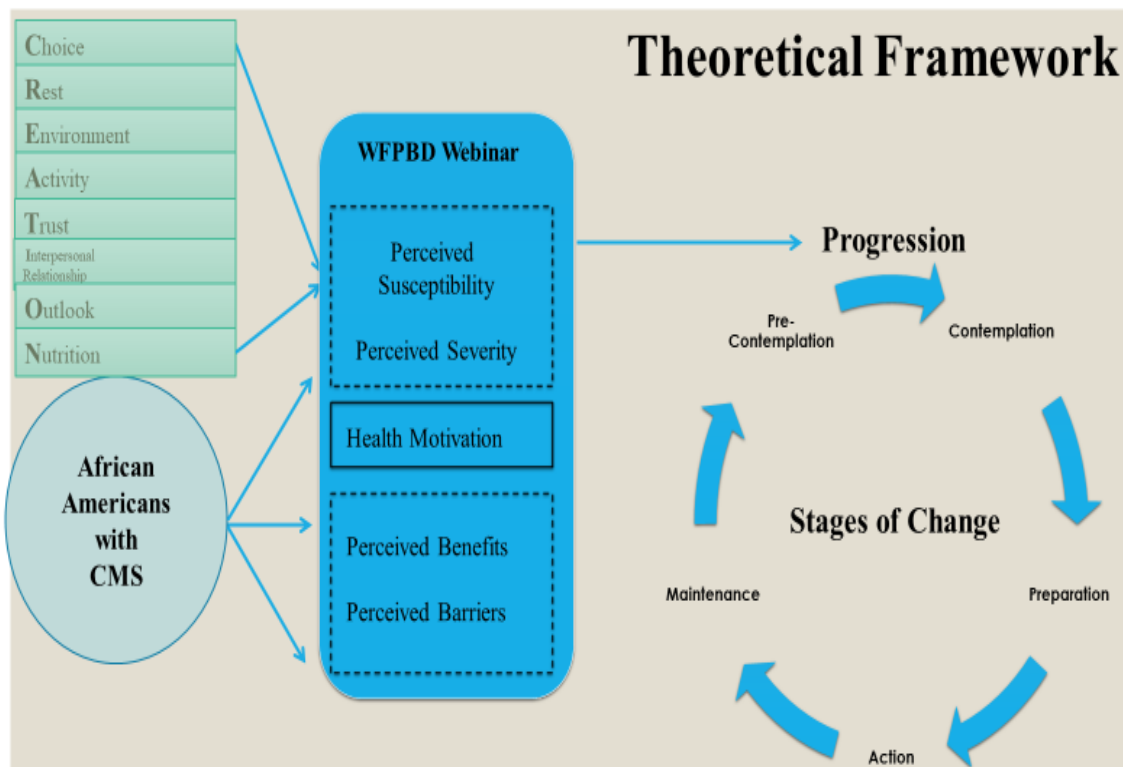 Theoretical Framework
Choice
Rest
Environment
Activity
Trust
Interpersonal
Relationship
Outlook
Nutrition
African
Americans
with
CMS
WFPBD Webinar
Perceived
Susceptibility
Perceived Severity
Health Motivation
Perceived Benefits
Perceived Barriers
Progression
Pre-
Contemplation
Contemplation
Stages of Change
Maintenance
Preparation
Action